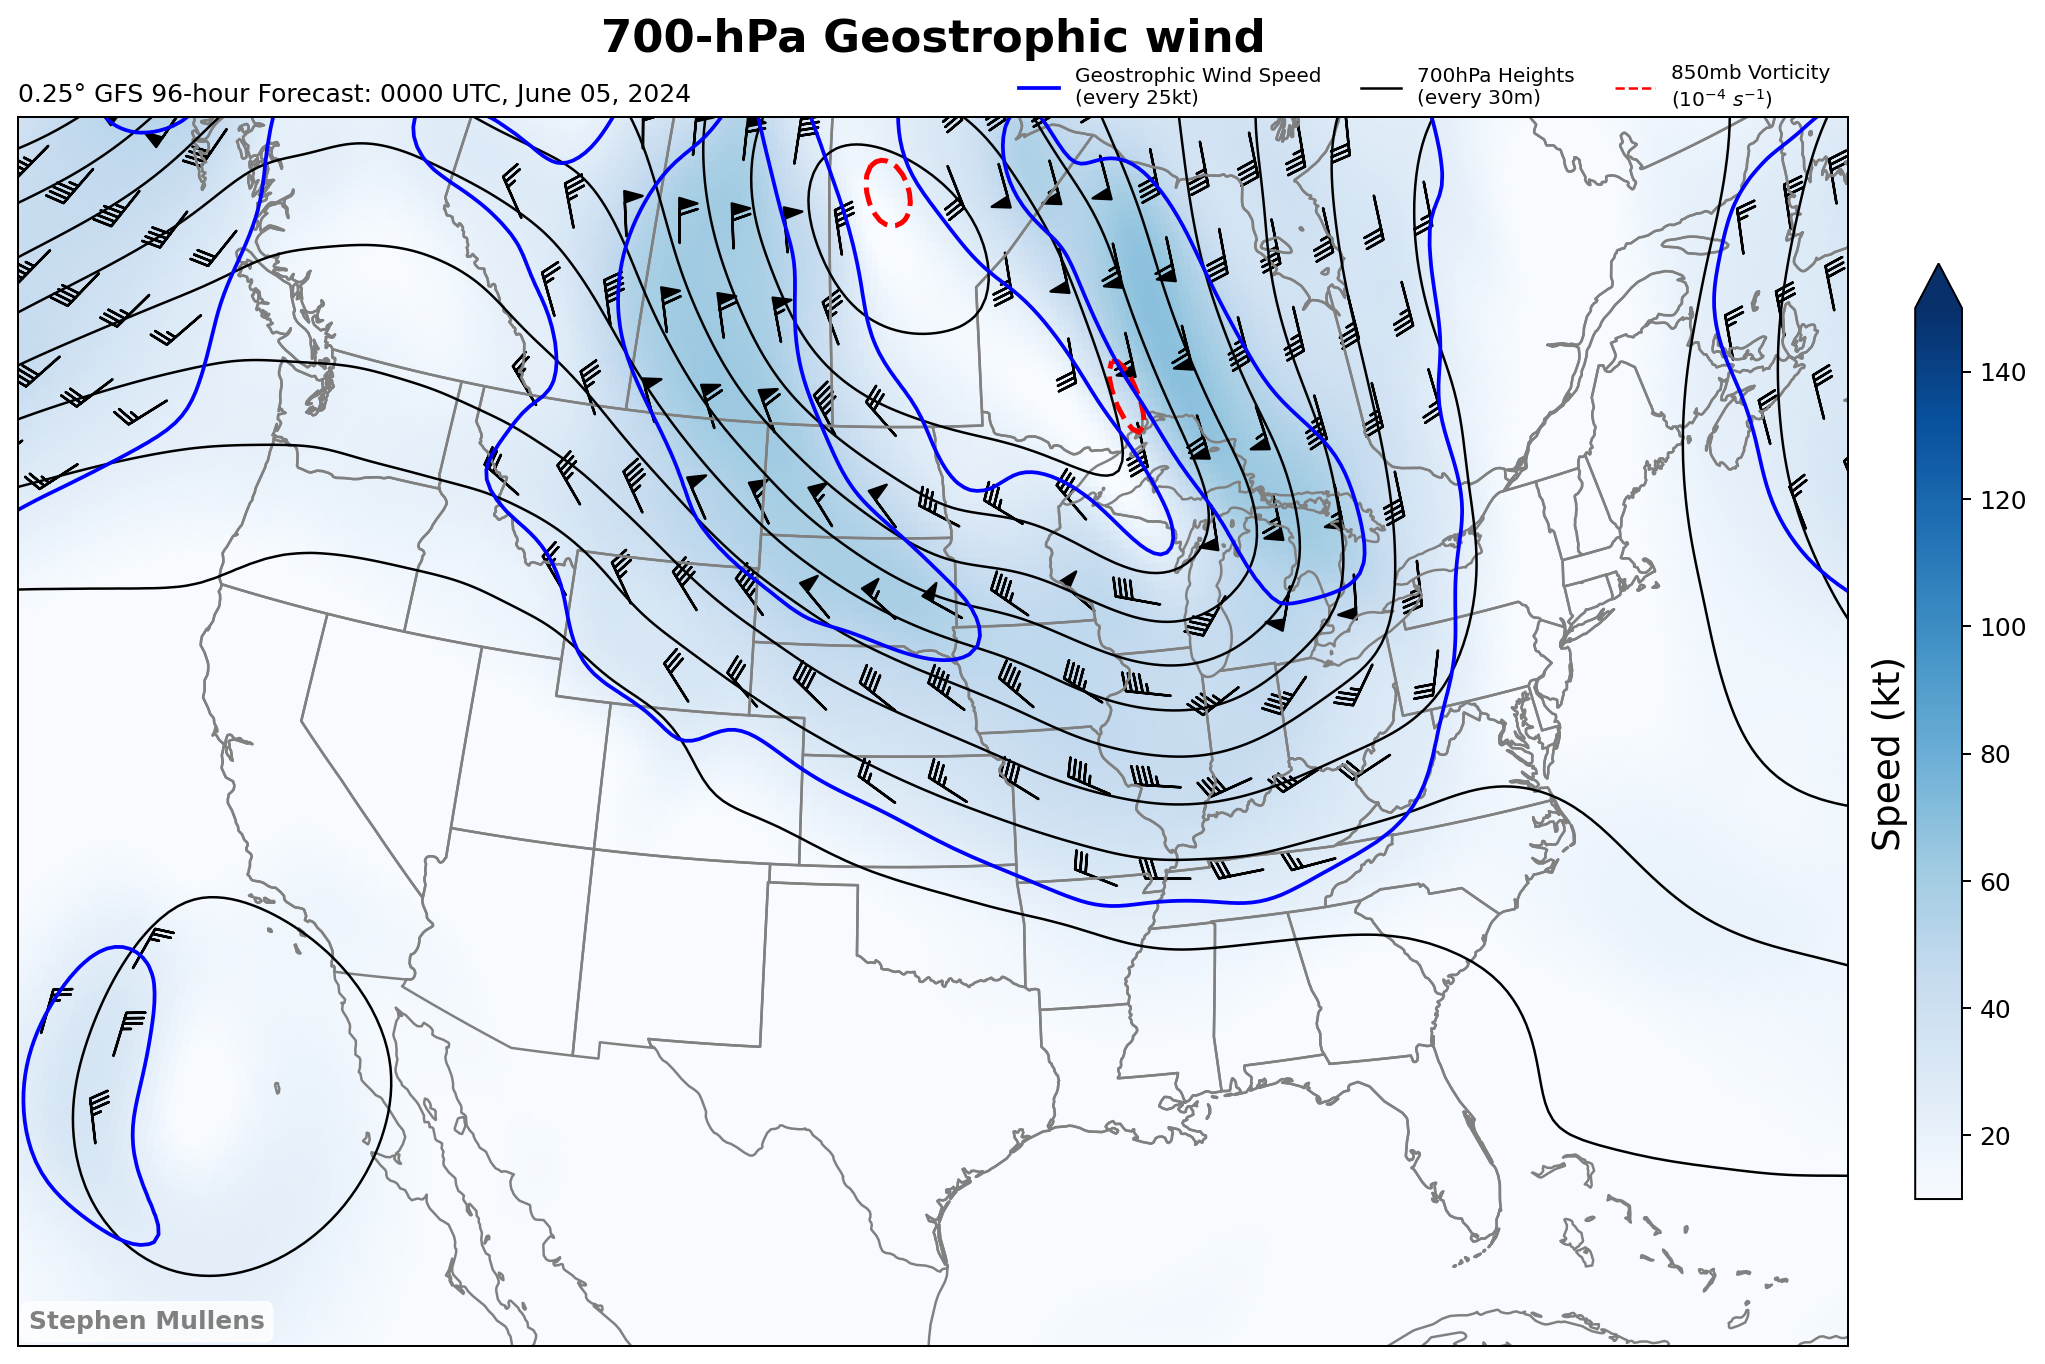 700-hPa Geostrophic wind
0.25° GFS 96-hour Forecast: 0000 UTC, June 05, 2024
Geostrophic Wind Speed
(every 25kt)
700hPa Heights
(every 30m)
850mb Vorticity
(10⁻⁴ s⁻¹)
140
120
100
80
60
40
20
Speed (kt)
Stephen Mullens